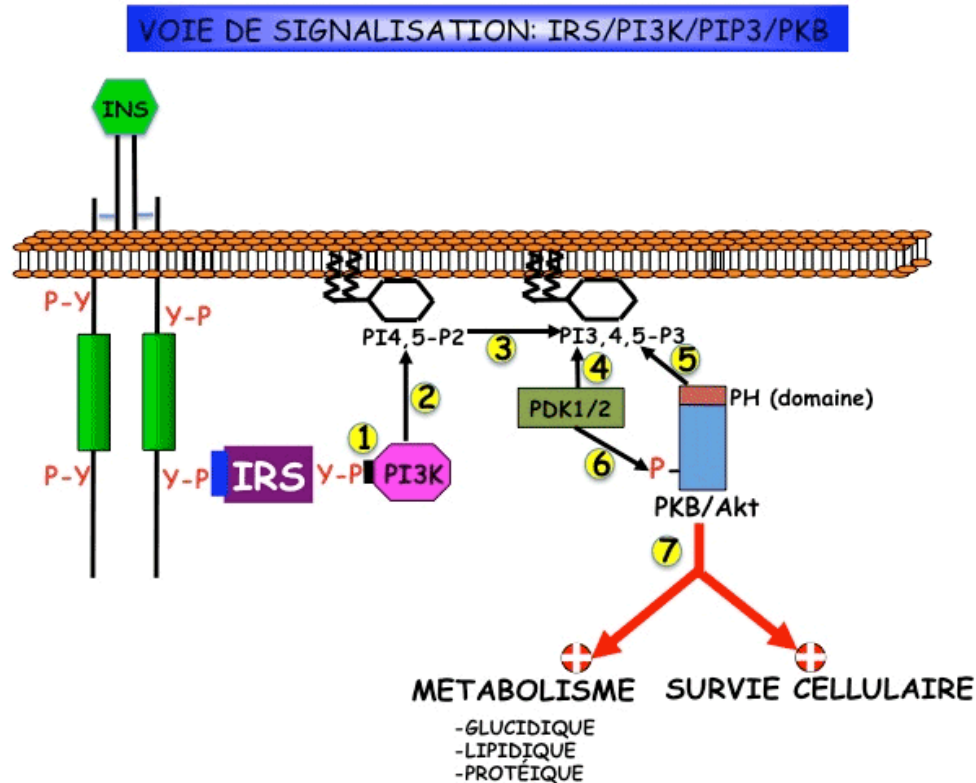 VOIE DE SIGNALISATION: IRS/PI3K/PIP3/PKB
INS
P-Y
Y-P
PI4,5-P2
3
PI3,4,5-P3
2
4
5
PDK1/2
PH (domaine)
1
P-Y
Y-P
IRS
Y-P
PI3K
6
P
PKB/Akt
7
METABOLISME
SURVIE CELLULAIRE
-GLUCIDIQUE
-LIPIDIQUE
-PROTÉIQUE